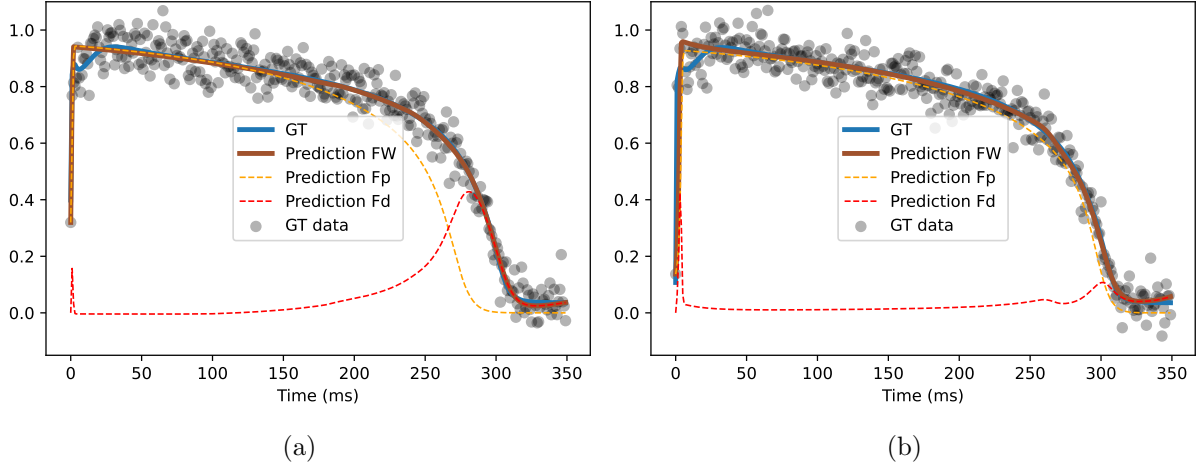 1.0
0.8
0.6
0.4
0.2
0.0
GT
Prediction FW
Prediction Fp
Prediction Fd
GT data
0 50 100 150 200 250 300 350
Time (ms)
(a)
1.0
0.8
0.6
0.4
0.2
0.0
GT
Prediction FW
Prediction Fp
Prediction Fd
GT data
0 50 100 150 200 250 300 350
Time (ms)
(b)